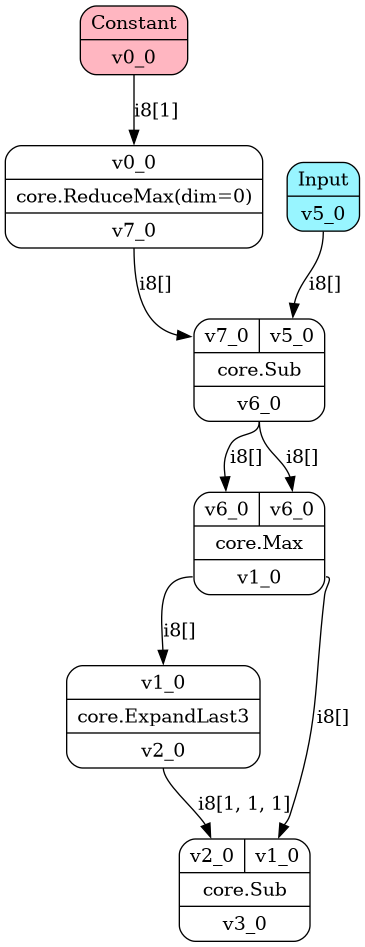 Constant
v0_0
i8[1]
v0_0
core.ReduceMax(dim=0)
v7_0
Input
v5_0
i8[]
i8[]
v7_0 v5_0
core.Sub
v6_0
i8[] i8[]
v6_0 v6_0
core.Max
v1_0
i8[]
v1_0
core.ExpandLast3
v2_0
i8[]
i8[1, 1, 1]
v2_0 v1_0
core.Sub
v3_0